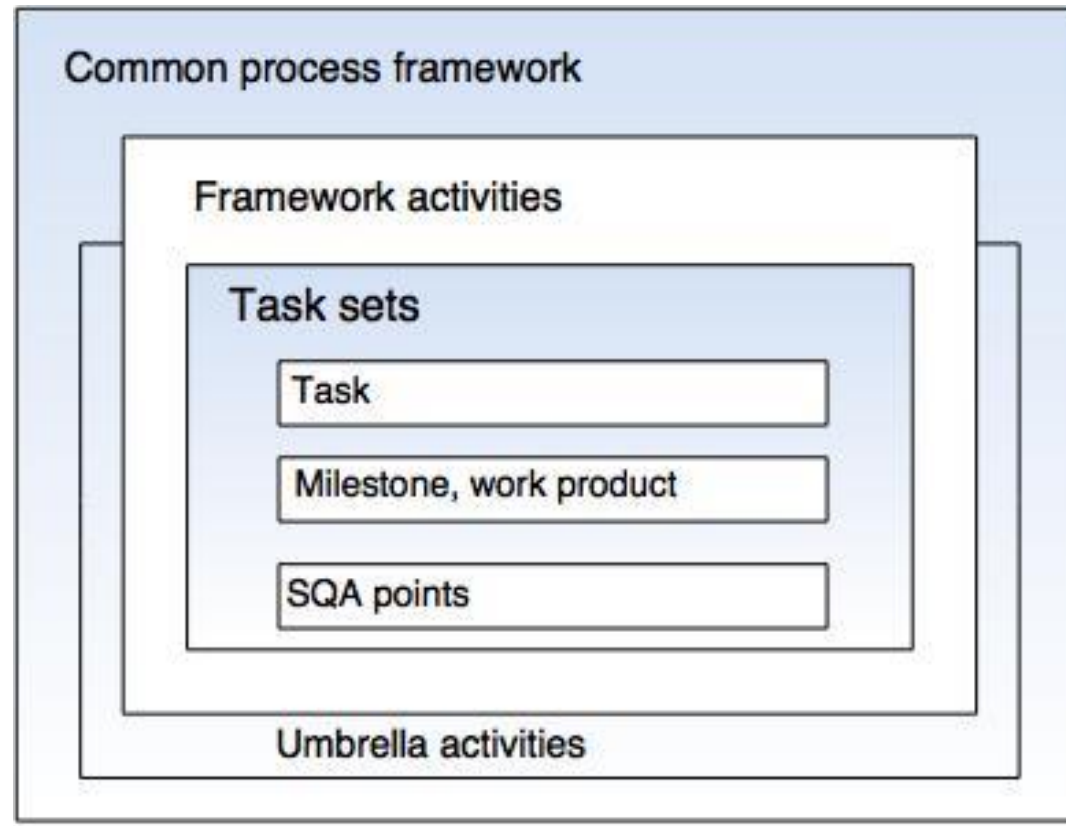 Common process framework
Framework activities
Task sets
Task
Milestone, work product
SQA points
Umbrella activities